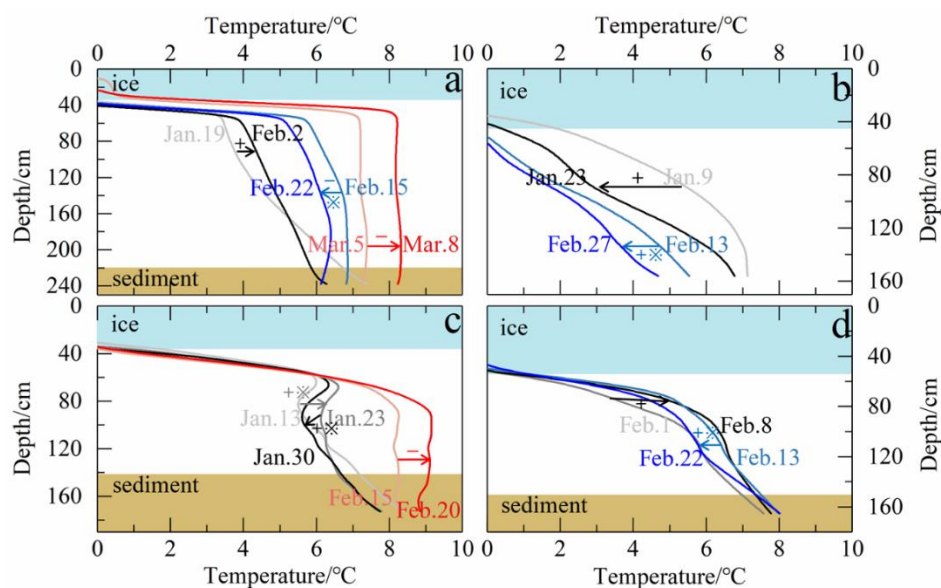 Temperature/°C
Temperature/°C
0 2 4 6 8 10
0 2 4 6 8 10
Depth/cm
0
40
80
120
160
200
240
ice
a
Jan.19
+
Feb.2
Feb.22
−
※
Feb.15
Mar.5
−
Mar.8
sediment
b
Jan.23
+
Jan.9
Feb.27
+※
Feb.13
0
40
80
120
160
Depth/cm
Depth/cm
0
40
80
120
160
ice
c
+※
Jan.13
Jan.23
+※
Jan.30
−
sediment
Feb.15
Feb.20
ice
d
+
Feb.1
Feb.8
+※
Feb.22
Feb.13
sediment
0
40
80
120
160
Depth/cm
0 2 4 6 8 10
0 2 4 6 8 10
Temperature/°C
Temperature/°C